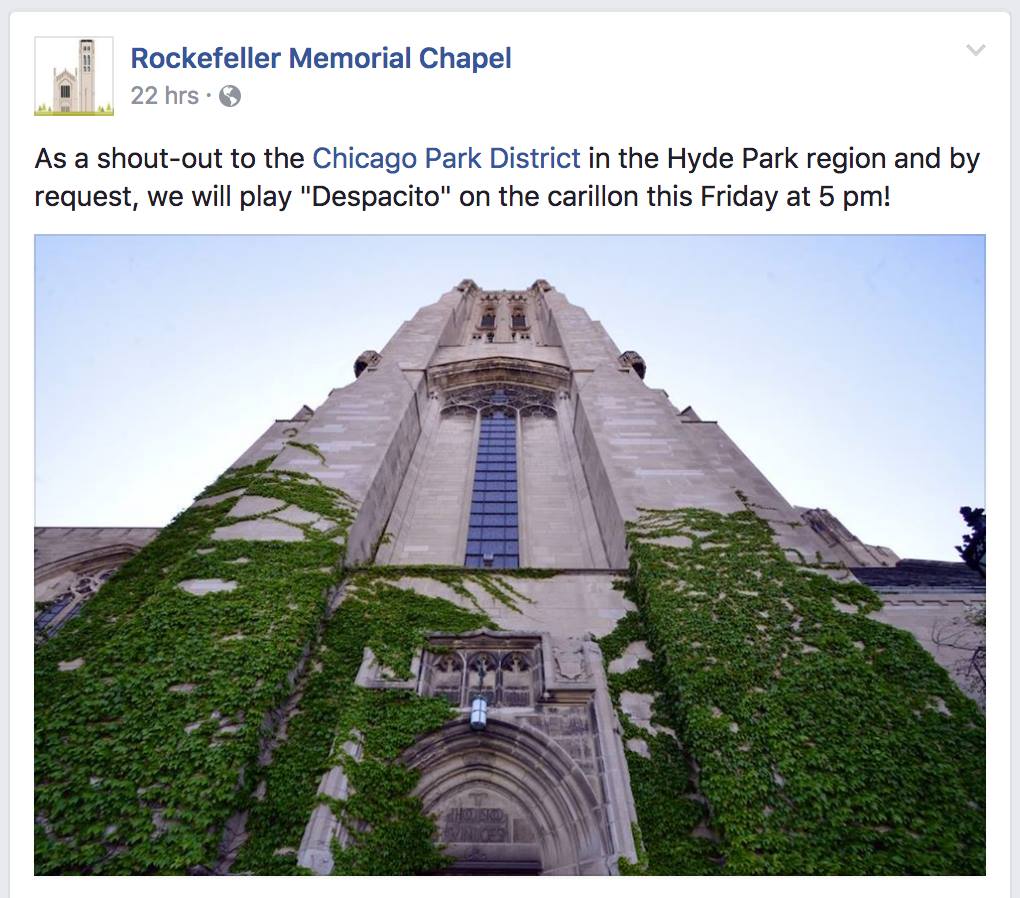 Rockefeller Memorial Chapel
22 hrs ·
As a shout-out to the Chicago Park District in the Hyde Park region and by
request, we will play "Despacito" on the carillon this Friday at 5 pm!